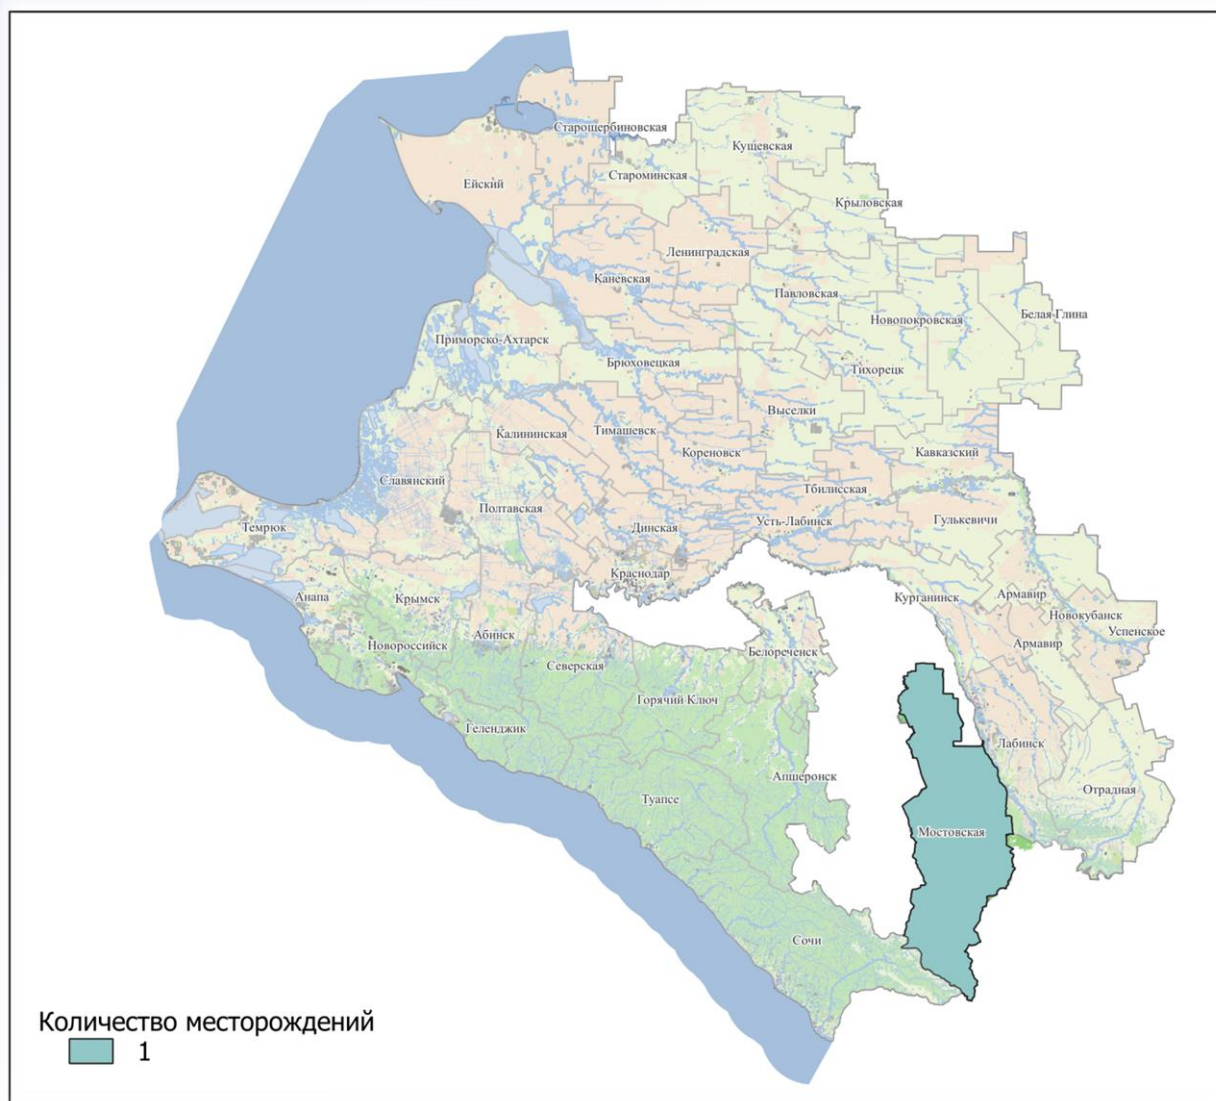 Старощербиновская
Кущевская
Староминская
Ейский
Крыловская
Ленинградская
Каневская
Павловская
Новопокровская
Белая Глина
Приморско-Ахтарск
Брюховецкая
Тихорецк
Выселки
Калининская
Тимашевск
Кореновск
Кавказский
Славянский
Тбилисская
Полтавская
Динская
Усть-Лабинск
Гулькевичи
Темрюк
Краснодар
Анапа
Крымск
Курганинск
Армавир
Новокубанск
Успенское
Абинск
Новороссийск
Армавир
Белореченск
Северская
Горячий Ключ
Геленджик
Лабинск
Апшеронск
Отрадная
Туапсе
Мостовская
Сочи
Количество месторождений
1